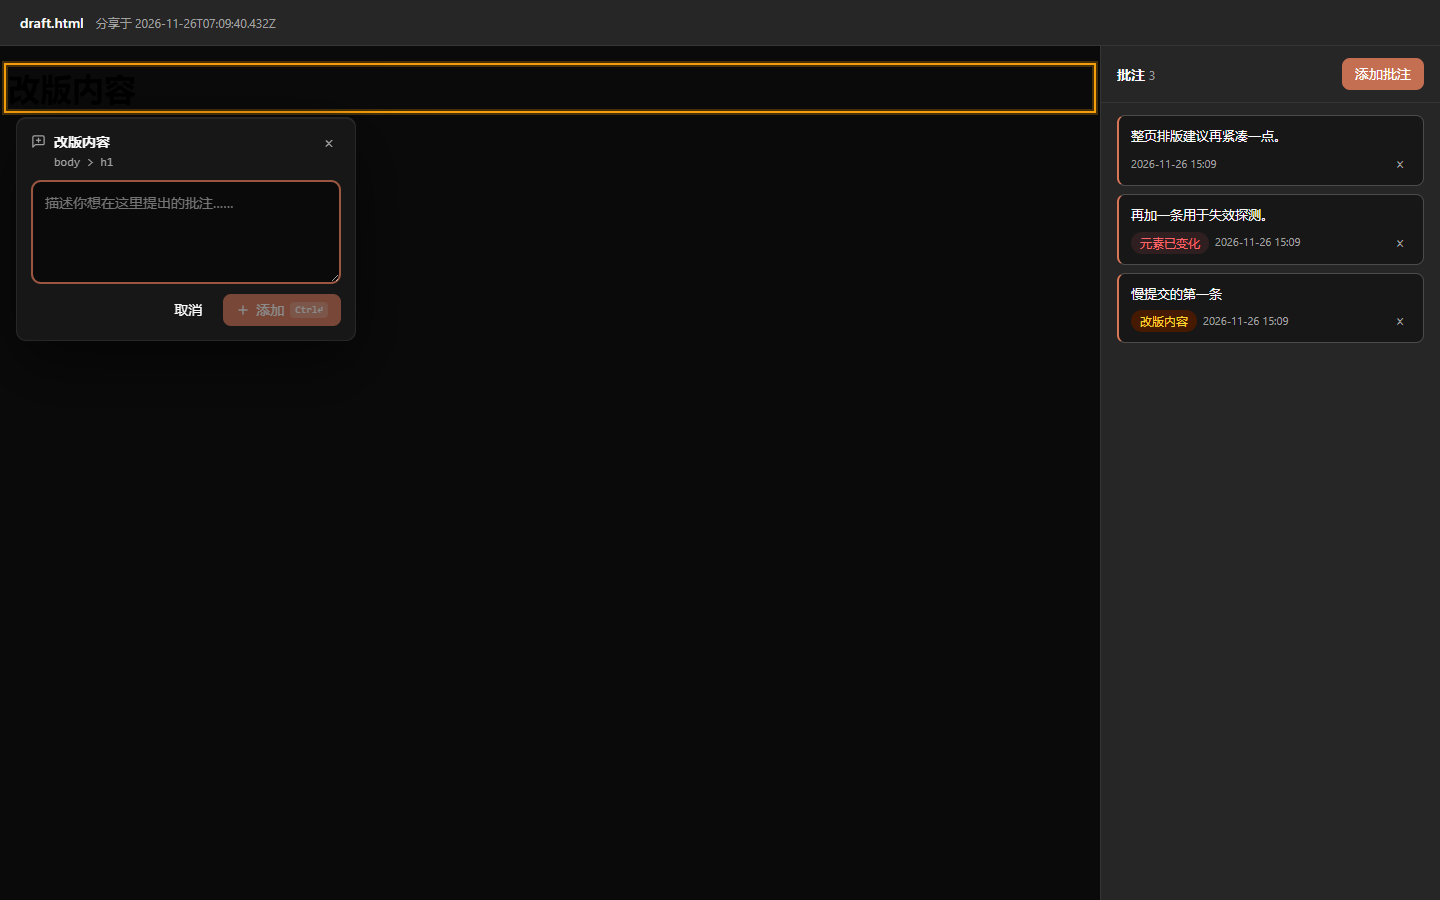 draft.html 分享于 2026-11-26T07:09:40.432Z
改版内容
改版内容
body > h1
描述你想在这里提出的批注......
取消
+ 添加 Ctrl⏎
批注 3
添加批注
整页排版建议再紧凑一点。
2026-11-26 15:09
再加一条用于失效探测。
元素已变化 2026-11-26 15:09
慢提交的第一条
改版内容 2026-11-26 15:09